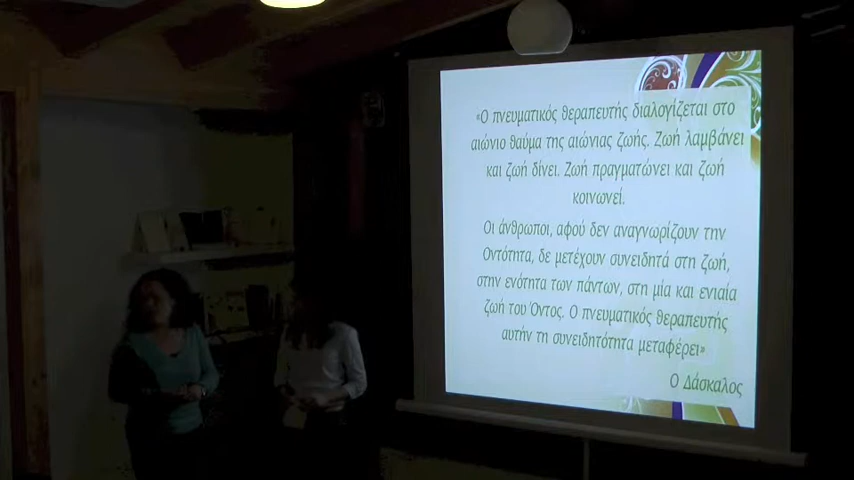 «Ο πνευματικός θεραπευτής διαλογίζεται στο
αιώνιο θαύμα της αιώνιας ζωής. Ζωή λαμβάνει
και ζωή δίνει. Ζωή πραγματώνει και ζωή
κοινωνεί.
Οι άνθρωποι, αφού δεν αναγνωρίζουν την
Οντότητα, δε μετέχουν συνειδητά στη ζωή,
στην ενότητα των πάντων, στη μία και ενιαία
ζωή του Όντος. Ο πνευματικός θεραπευτής
αυτήν τη συνειδητότητα μεταφέρει»
Ο Δάσκαλος